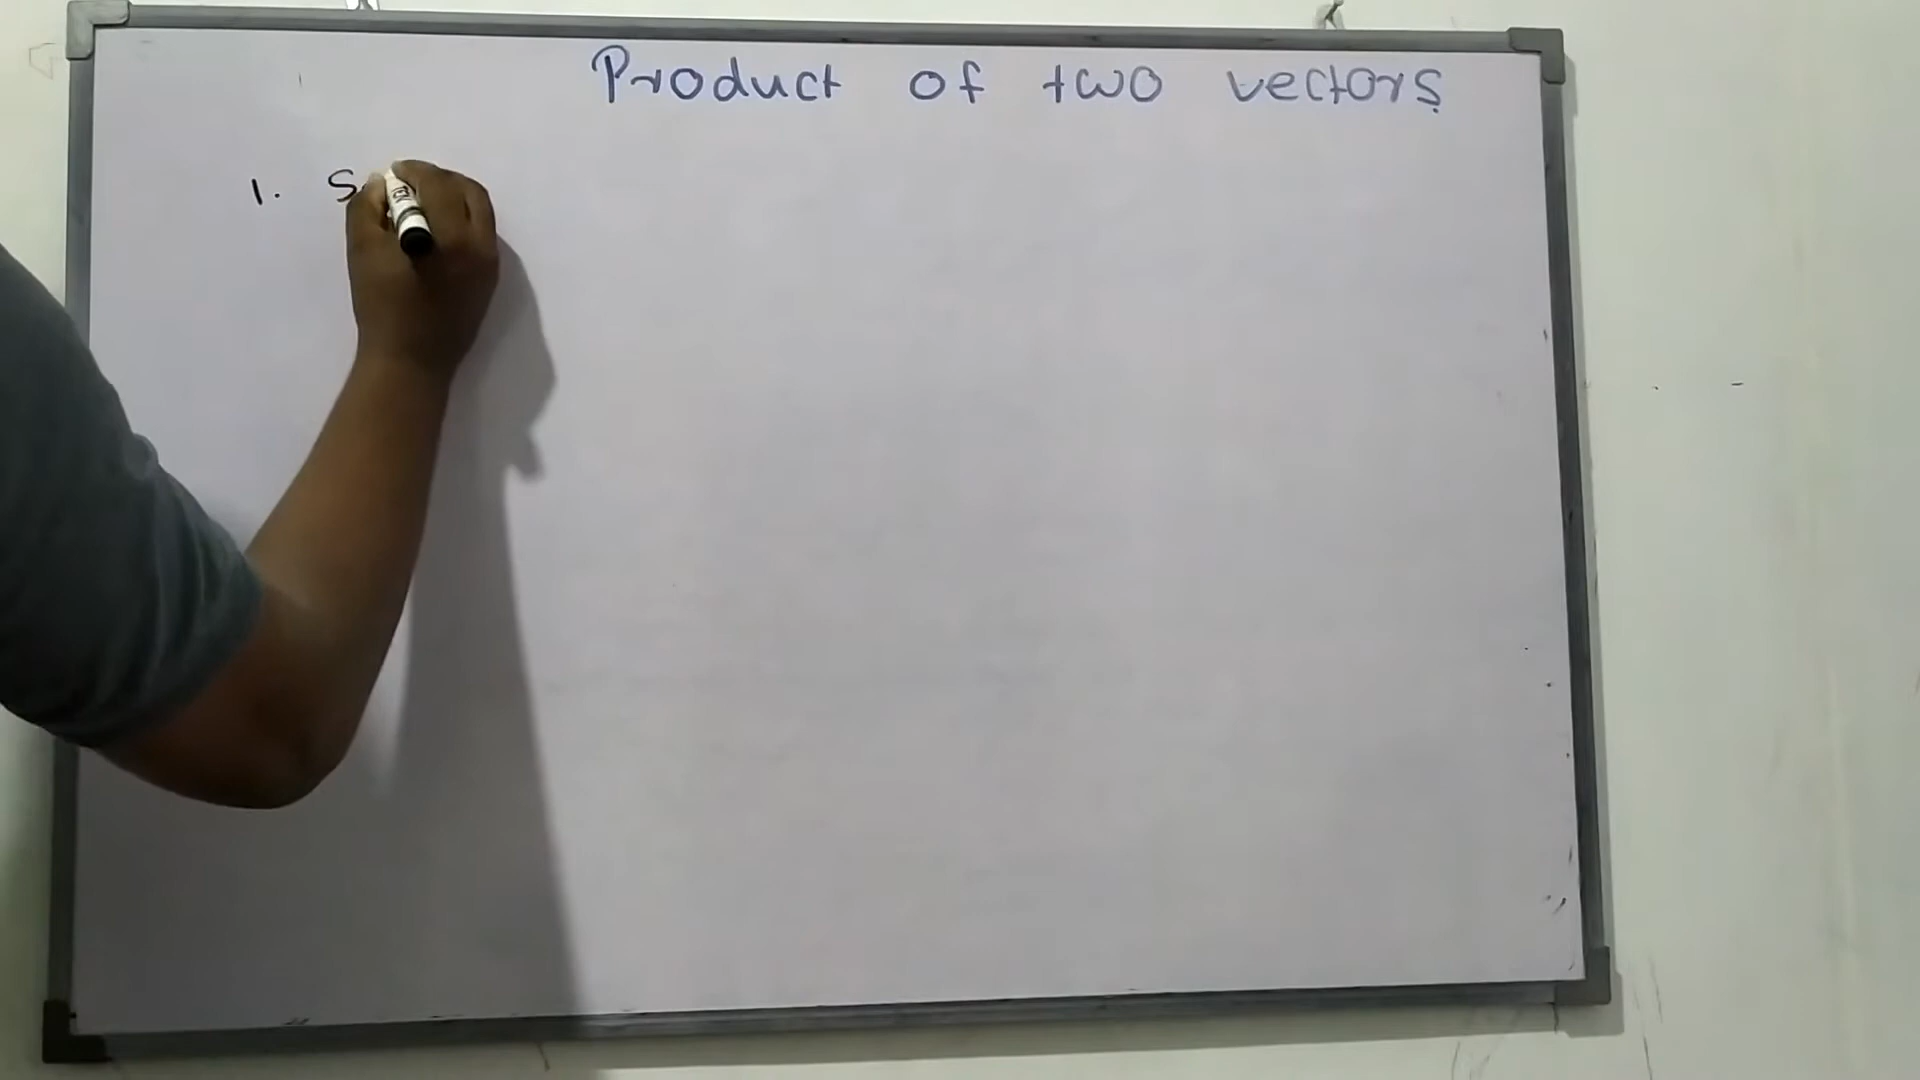 Product of two vectors
1. S